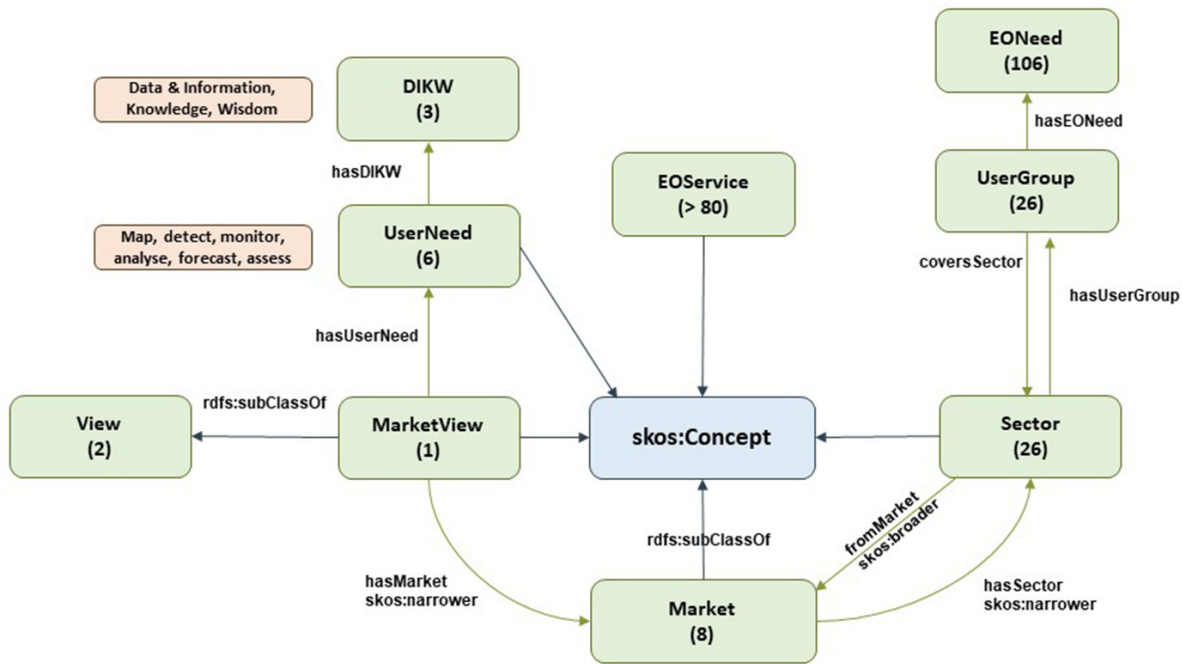 EONeed
(106)
Data & Information,
Knowledge, Wisdom
DIKW
(3)
hasEONeed
hasDIKW
EOService
(> 80)
UserGroup
(26)
Map, detect, monitor,
analyse, forecast, assess
UserNeed
(6)
coversSector
hasUserGroup
hasUserNeed
View
(2)
rdfs:subClassOf
MarketView
(1)
skos:Concept
Sector
(26)
rdfs:subClassOf
fromMarket
skos:broader
hasMarket
skos:narrower
Market
(8)
hasSector
skos:narrower